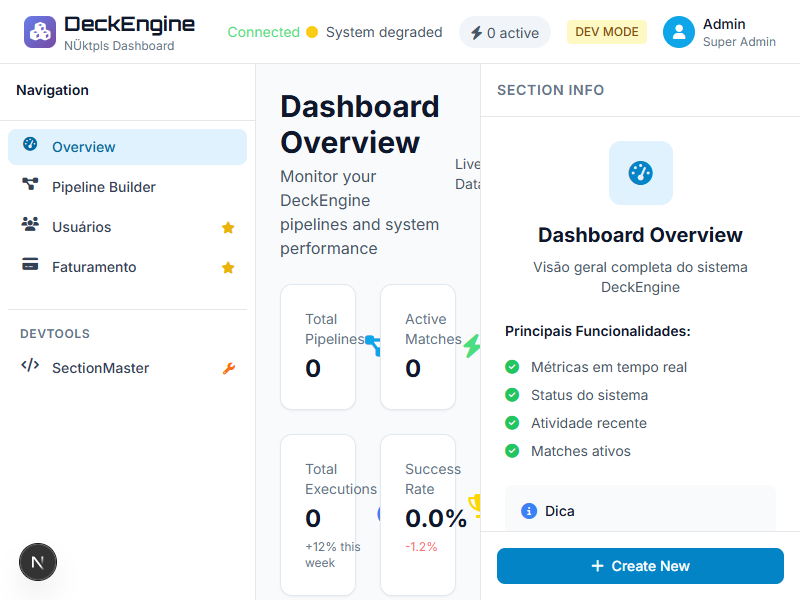 DeckEngine
NÜktpls Dashboard
Connected
System degraded
0 active
DEV MODE
Admin
Super Admin
Navigation
Overview
Pipeline Builder
Usuários
Faturamento
DEVTOOLS
SectionMaster
N
Dashboard
Overview
Monitor your
DeckEngine
pipelines and system
performance
Live
Data
Total
Pipelines
0
Active
Matches
0
Total
Executions
0
+12% this
week
Success
Rate
0.0%
-1.2%
SECTION INFO
Dashboard Overview
Visão geral completa do sistema
DeckEngine
Principais Funcionalidades:
Métricas em tempo real
Status do sistema
Atividade recente
Matches ativos
Dica
Create New